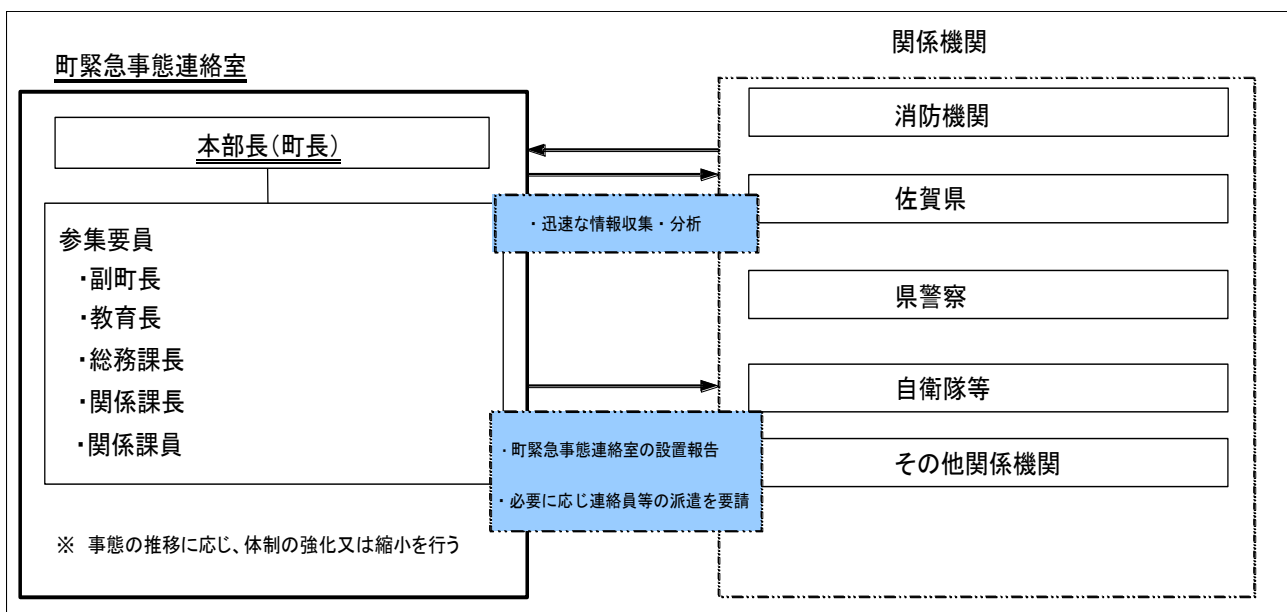 町緊急事態連絡室
本部長(町長)
参集要員
・副町長
・教育長
・総務課長
・関係課長
・関係課員
※ 事態の推移に応じ、体制の強化又は縮小を行う
・迅速な情報収集・分析
・町緊急事態連絡室の設置報告
・必要に応じ連絡員等の派遣を要請
関係機関
消防機関
佐賀県
県警察
自衛隊等
その他関係機関